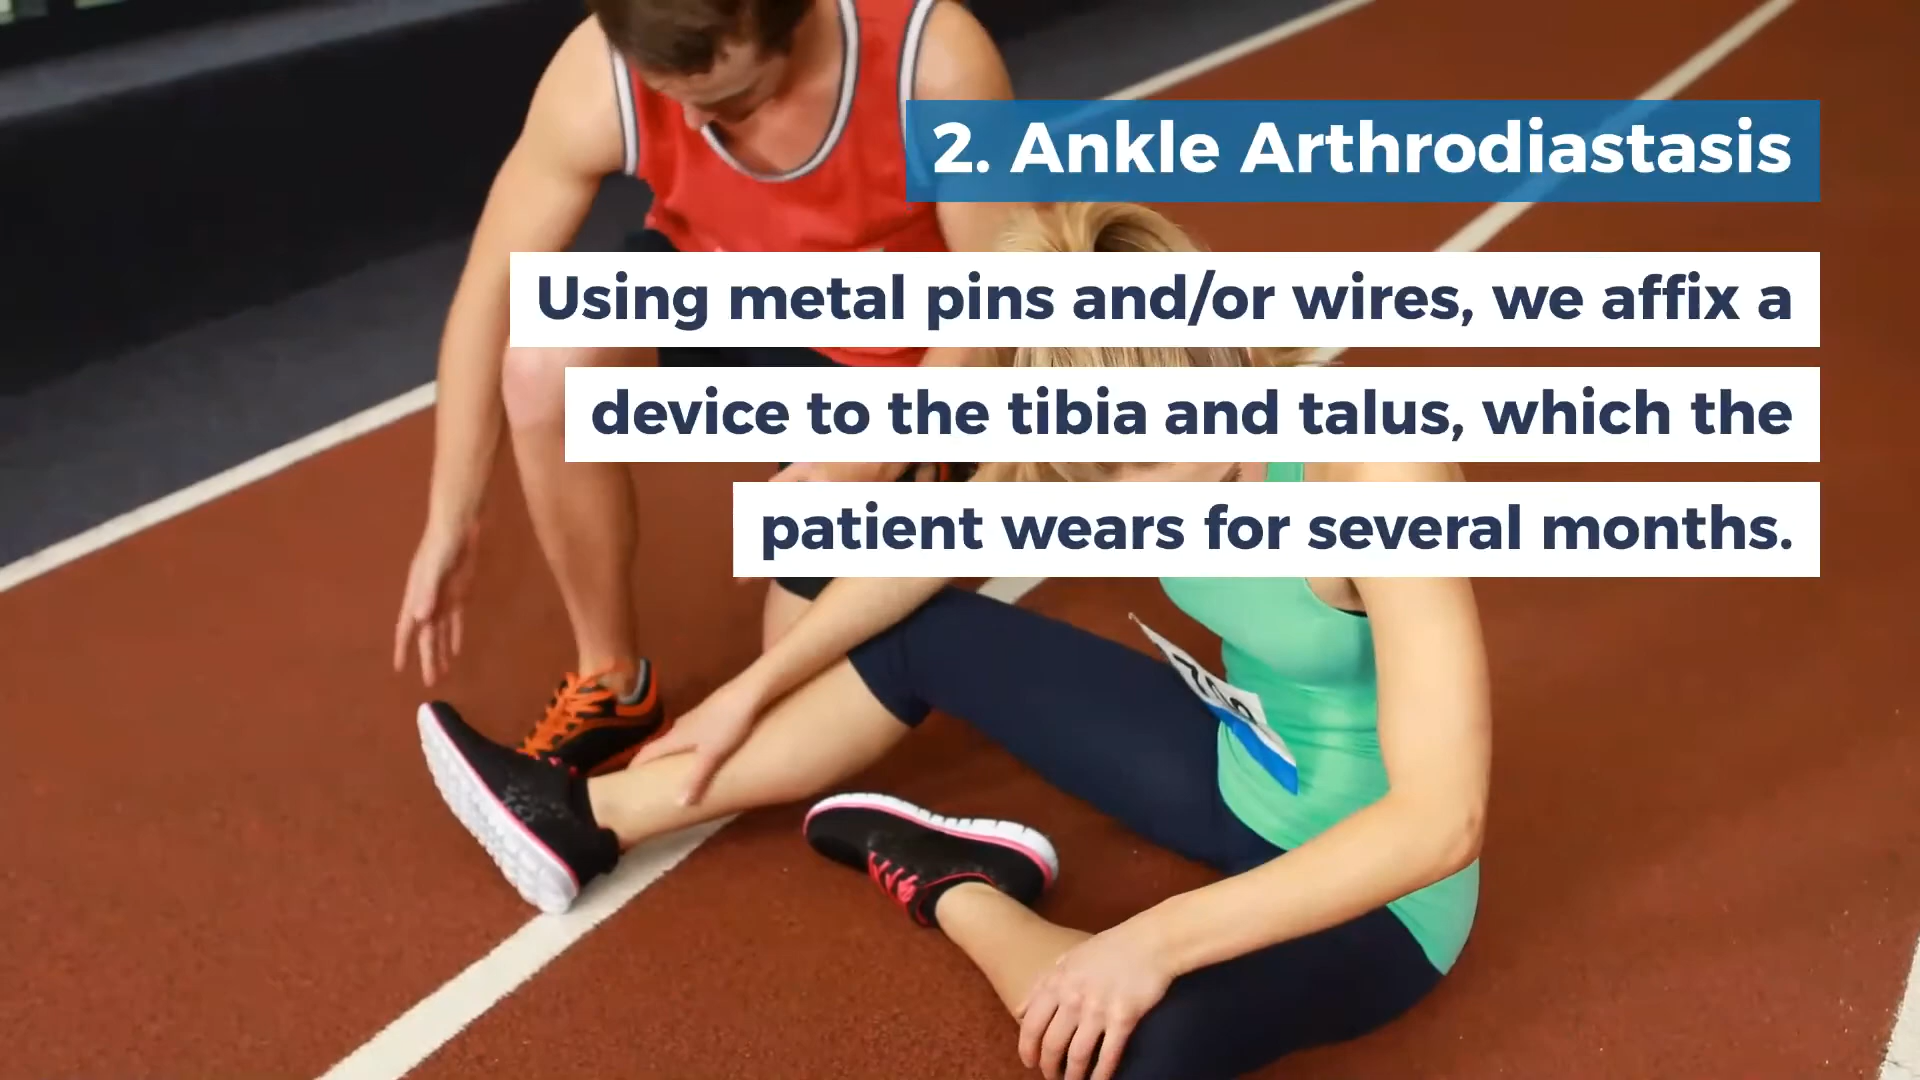 2. Ankle Arthrodiastasis
Using metal pins and/or wires, we affix a
device to the tibia and talus, which the
patient wears for several months.